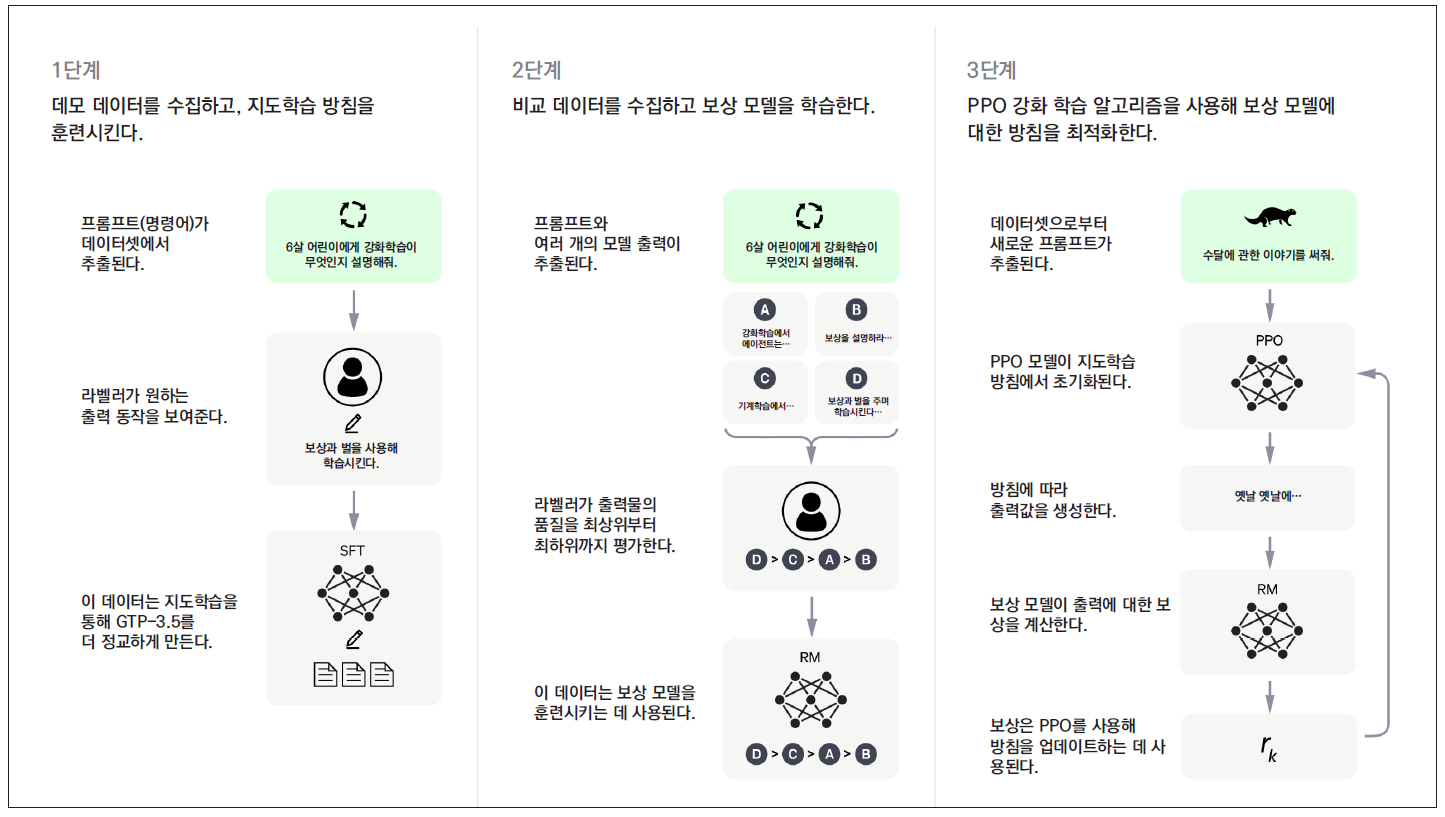 1단계
데모 데이터를 수집하고, 지도학습 방침을
훈련시킨다.
프롬프트(명령어)가
데이터셋에서
추출된다.
6살 어린이에게 강화학습이
무엇인지 설명해줘.
라벨러가 원하는
출력 동작을 보여준다.
보상과 벌을 사용해
학습시킨다.
이 데이터는 지도학습을
통해 GTP-3.5를
더 정교하게 만든다.
SFT
2단계
비교 데이터를 수집하고 보상 모델을 학습한다.
프롬프트와
여러 개의 모델 출력이
추출된다.
6살 어린이에게 강화학습이
무엇인지 설명해줘.
A
강화학습에서
에이전트는…
B
보상을 설명하라…
C
기계학습에서…
D
보상과 벌을 주며
학습시킨다…
라벨러가 출력물의
품질을 최상위부터
최하위까지 평가한다.
D > C > A > B
이 데이터는 보상 모델을
훈련시키는 데 사용된다.
RM
D > C > A > B
3단계
PPO 강화 학습 알고리즘을 사용해 보상 모델에
대한 방침을 최적화한다.
데이터셋으로부터
새로운 프롬프트가
추출된다.
수달에 관한 이야기를 써줘.
PPO 모델이 지도학습
방침에서 초기화된다.
PPO
방침에 따라
출력값을 생성한다.
옛날 옛날에…
보상 모델이 출력에 대한 보
상을 계산한다.
RM
보상은 PPO를 사용해
방침을 업데이트하는 데 사
용된다.
rk